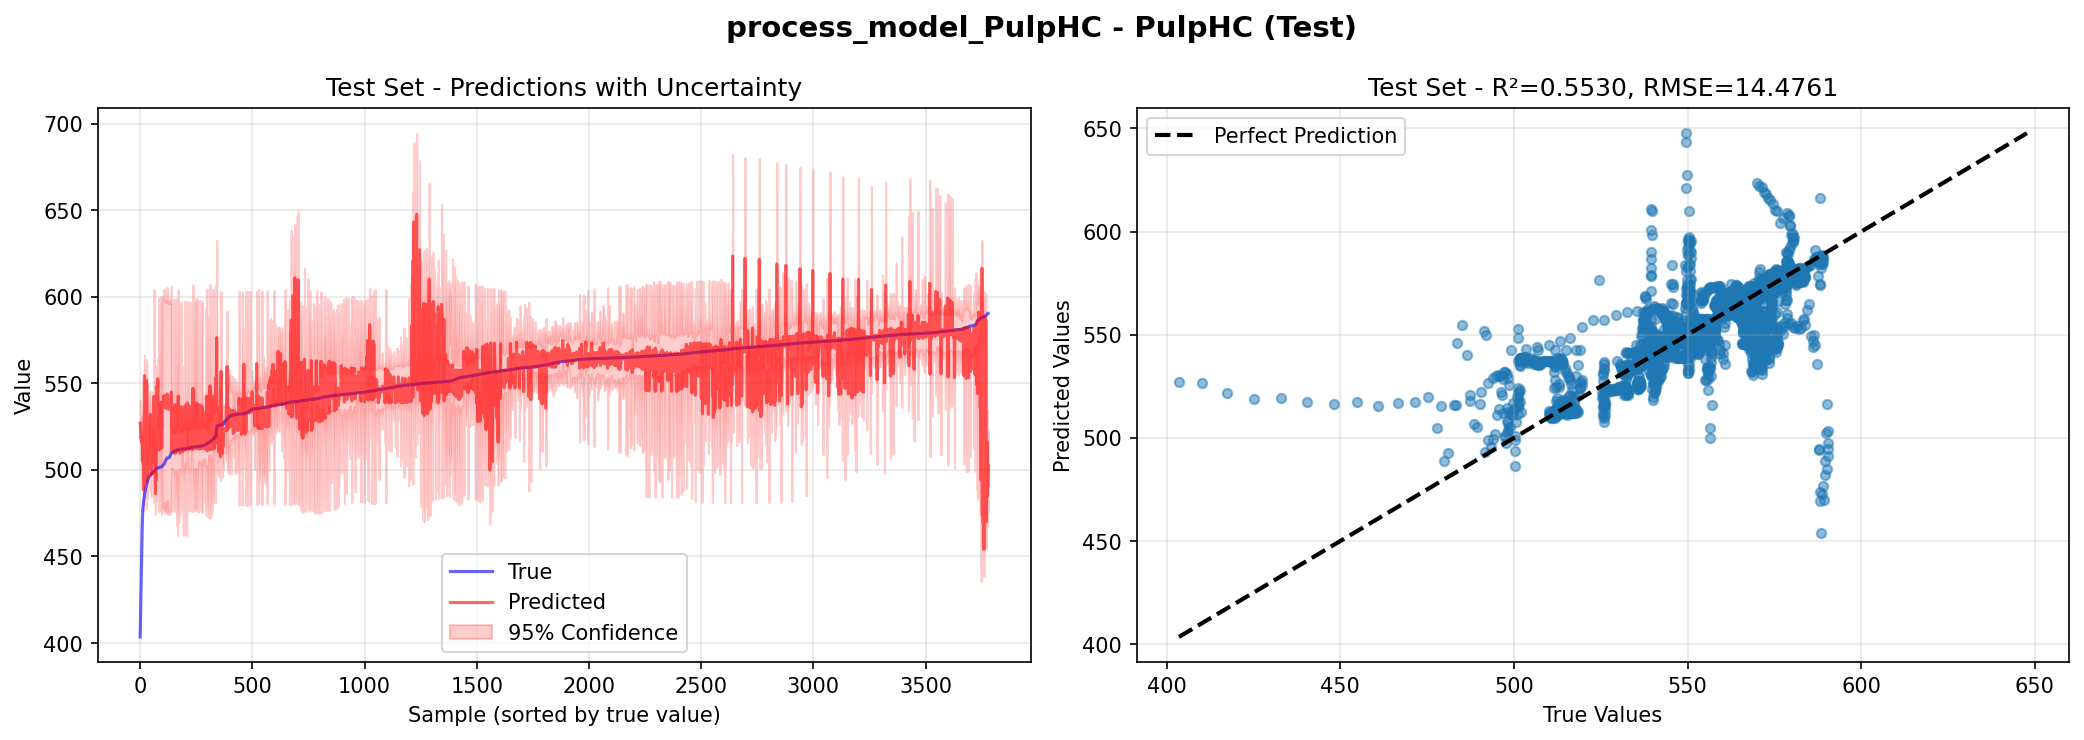 process_model_PulpHC - PulpHC (Test)
Test Set - Predictions with Uncertainty
700
650
600
550
500
450
400
Value
0 500 1000 1500 2000 2500 3000 3500
Sample (sorted by true value)
True
Predicted
95% Confidence
Test Set - R²=0.5530, RMSE=14.4761
Perfect Prediction
650
600
550
500
450
400
Predicted Values
400 450 500 550 600 650
True Values